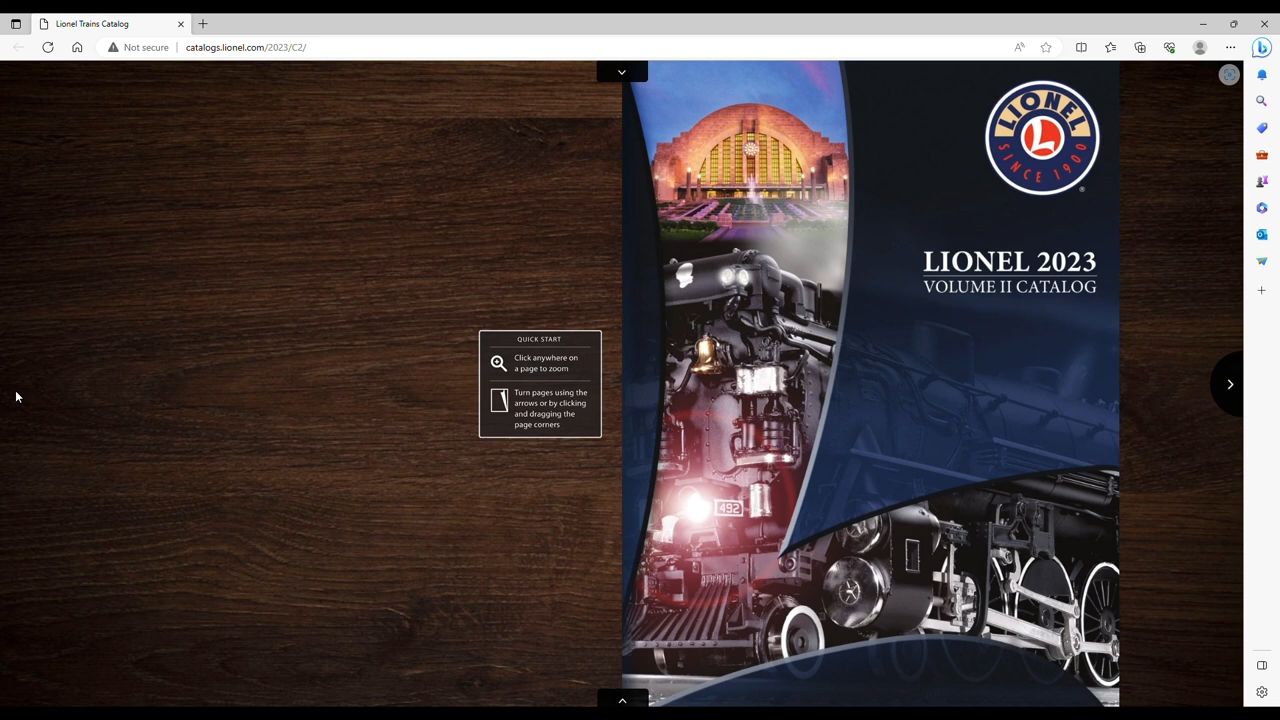 Lionel Trains Catalog
Not secure
catalogs.lionel.com/2023/C2/
LIONEL
L
SINCE 1900
®
LIONEL 2023
VOLUME II CATALOG
QUICK START
Click anywhere on
a page to zoom
Turn pages using the
arrows or by clicking
and dragging the
page corners
492